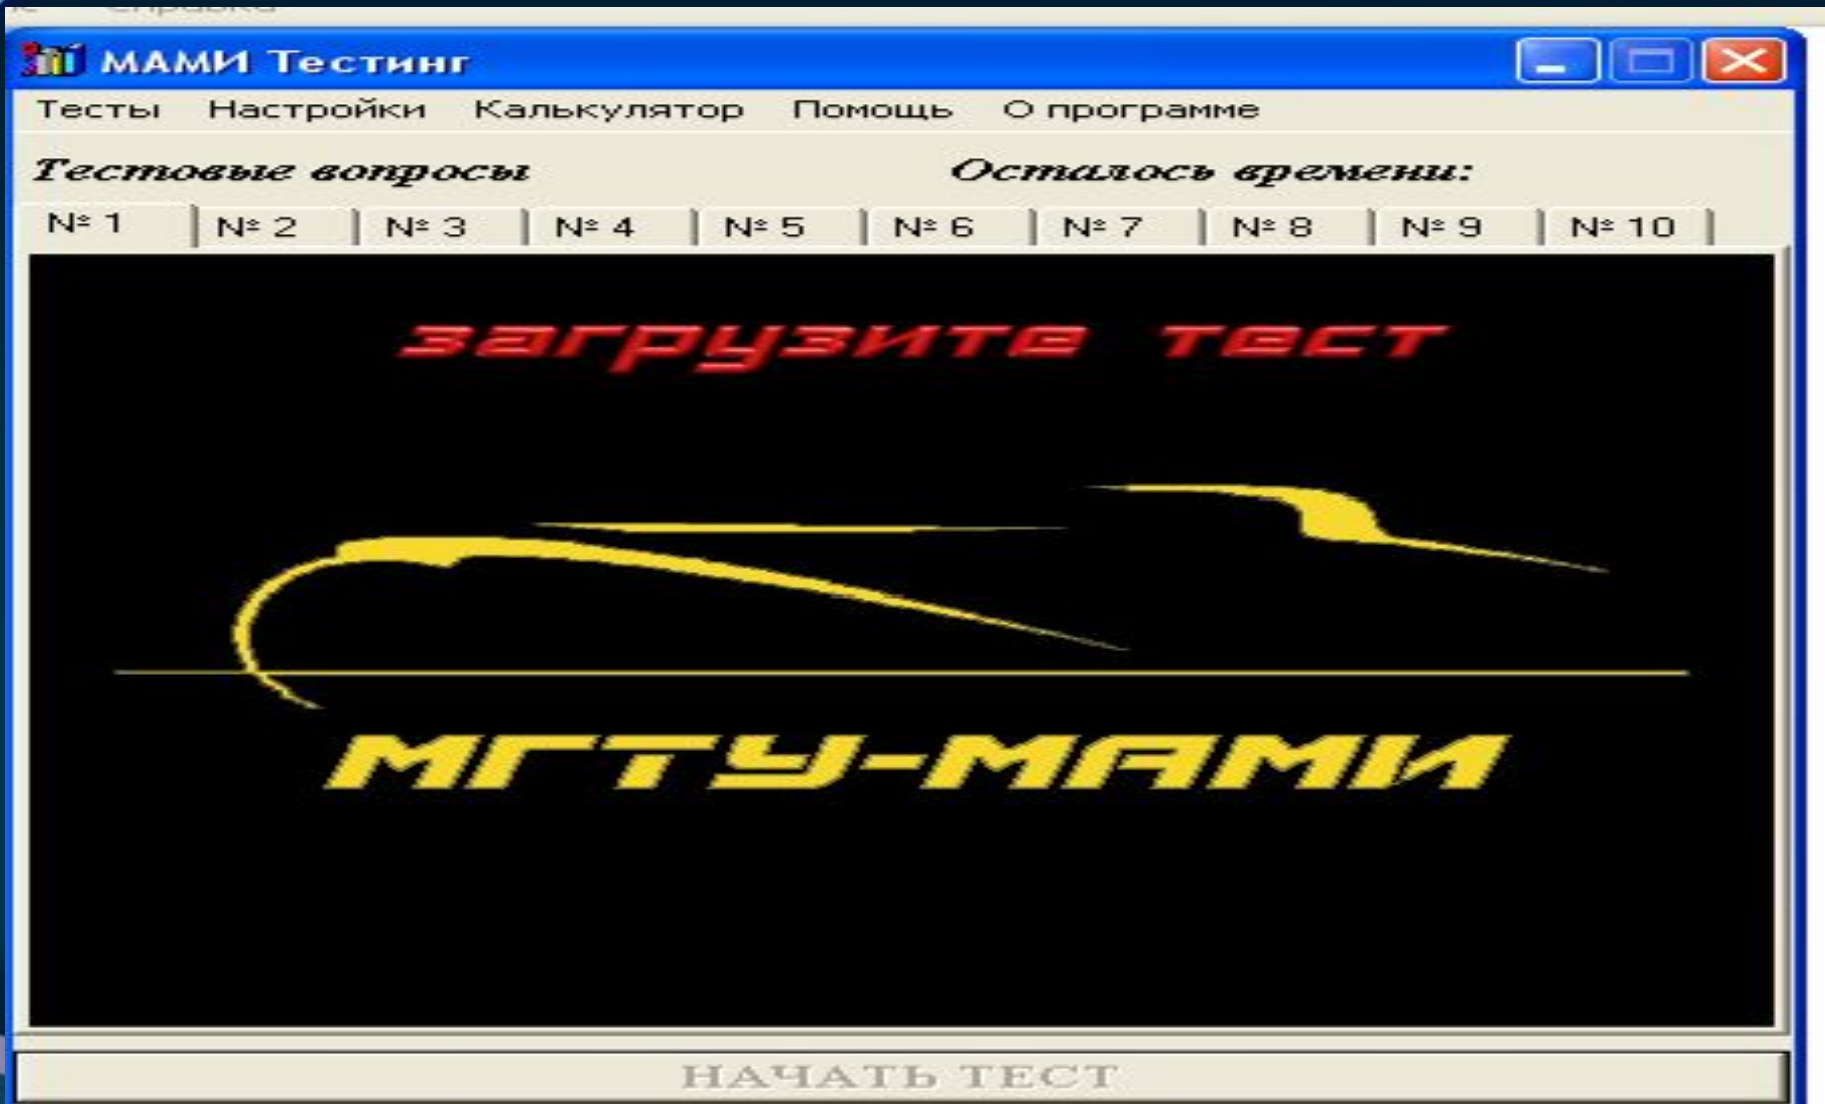 МАМИ Тестинг
Тесты Настройки Калькулятор Помощь О программе
Тестовые вопросы Осталось времени:
№ 1 № 2 № 3 № 4 № 5 № 6 № 7 № 8 № 9 № 10
загрузите тест
МГТУ-МАМИ
НАЧАТЬ ТЕСТ